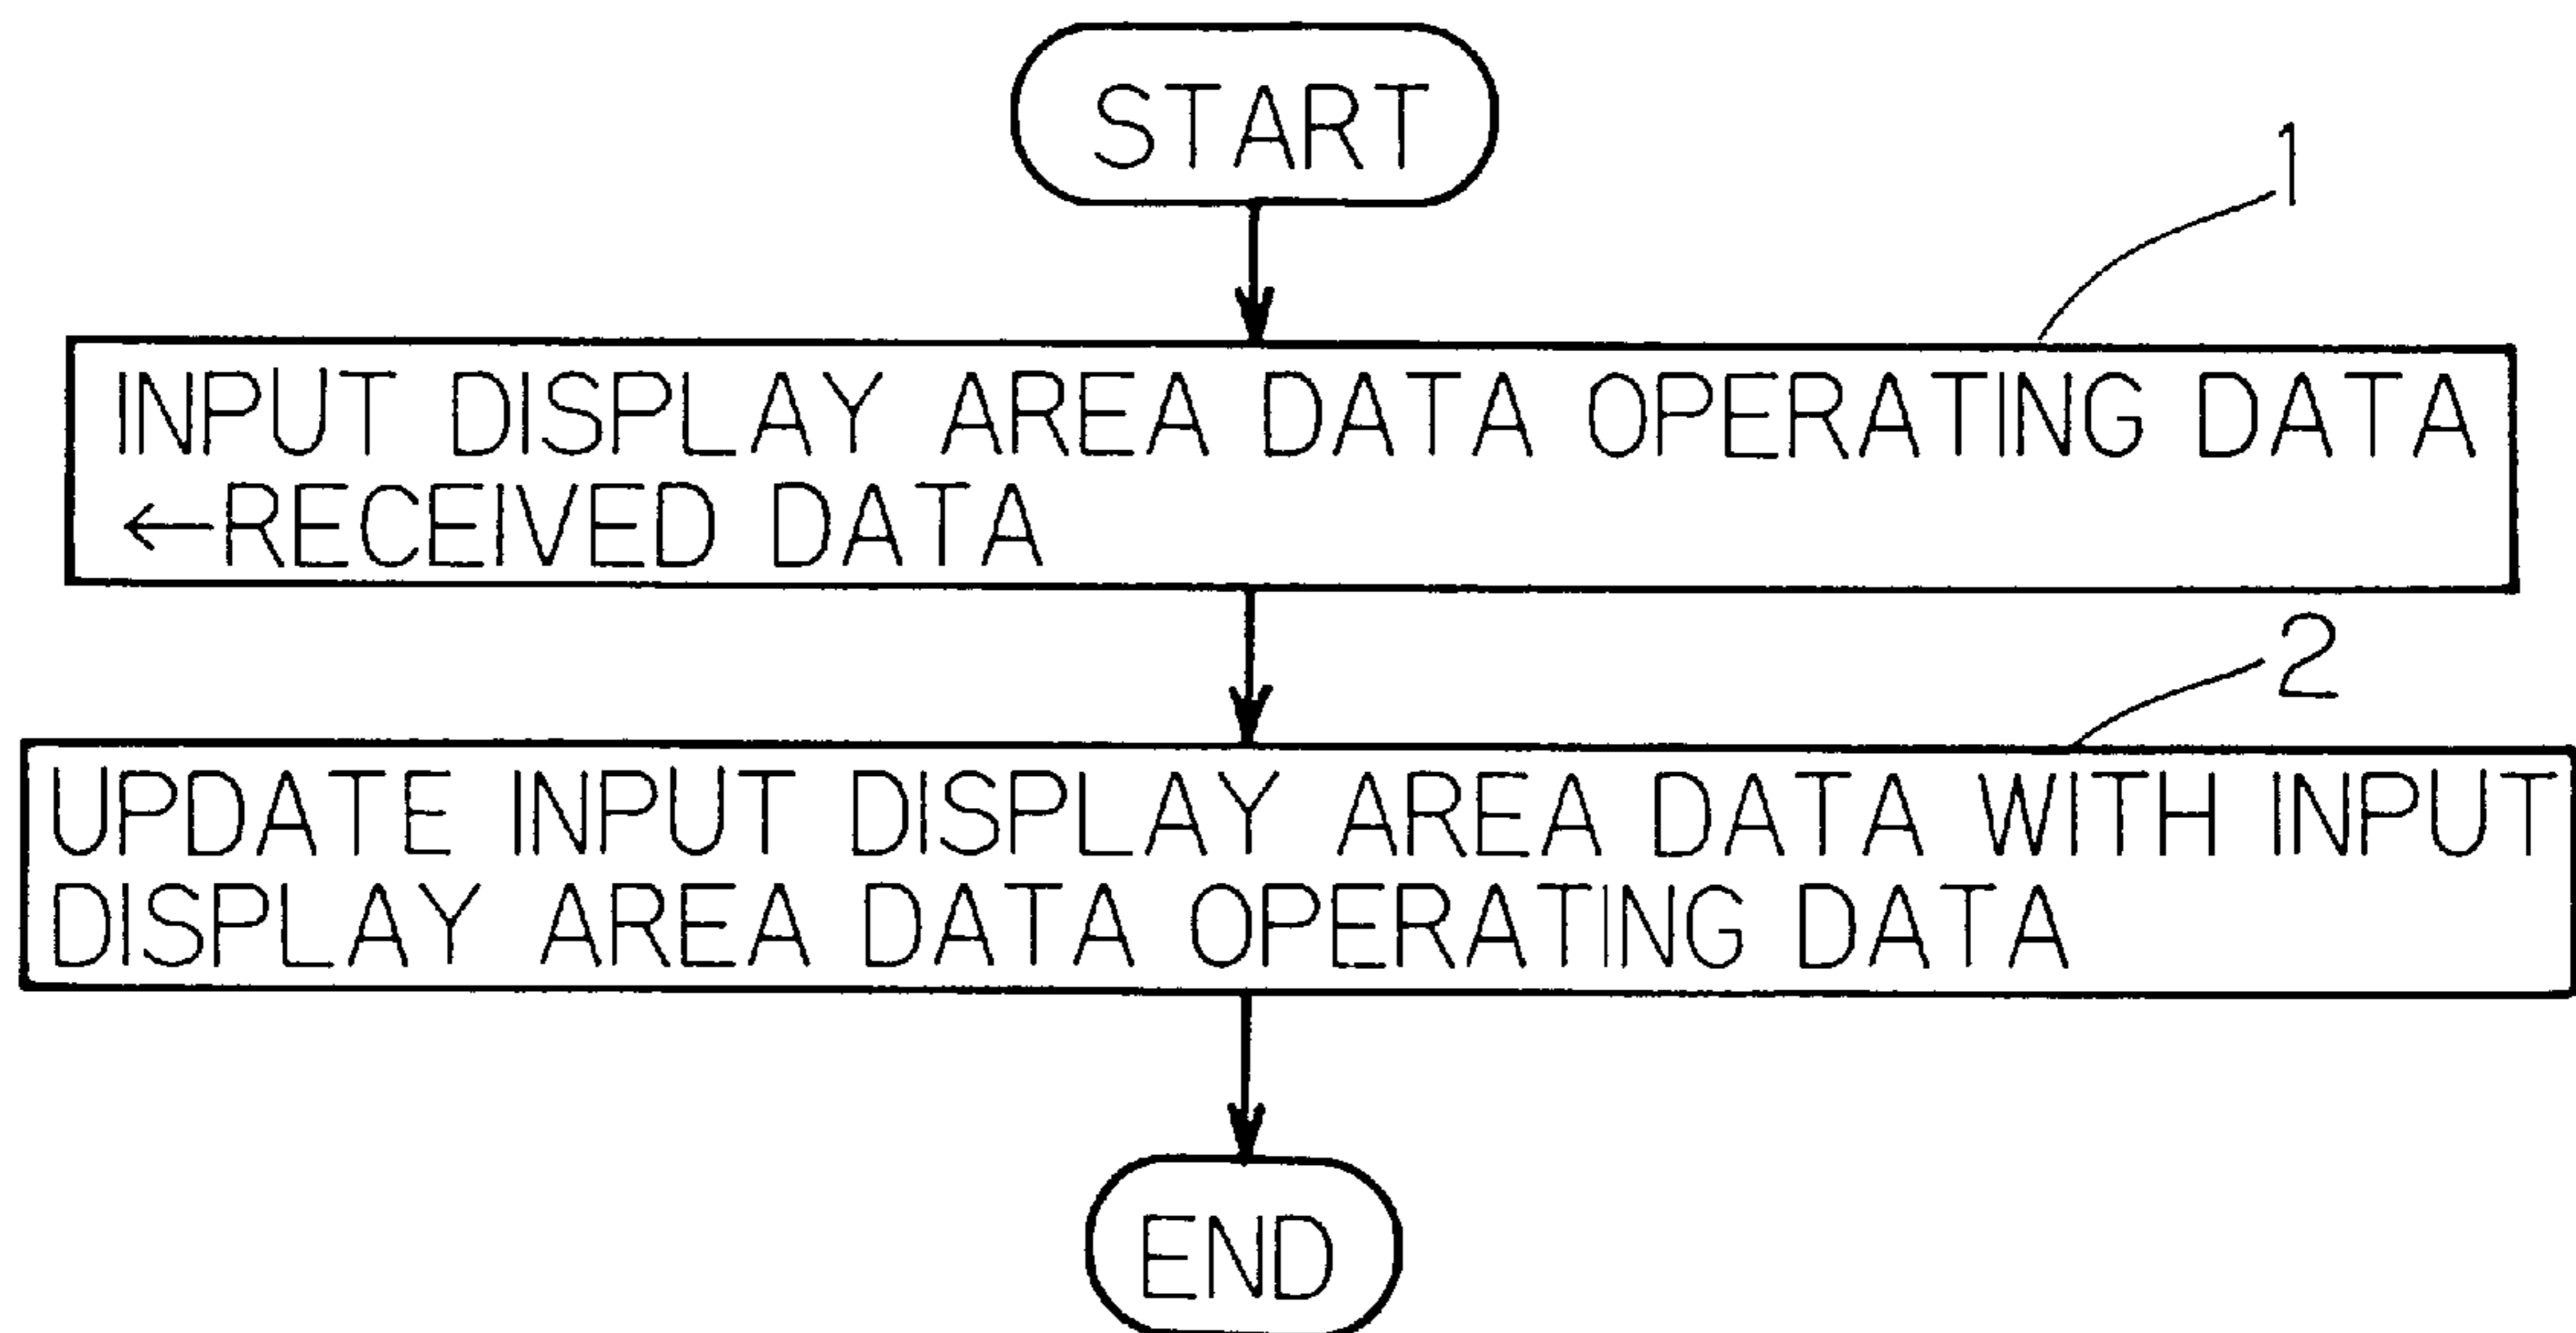 START
1
INPUT DISPLAY AREA DATA OPERATING DATA
←RECEIVED DATA
2
UPDATE INPUT DISPLAY AREA DATA WITH INPUT
DISPLAY AREA DATA OPERATING DATA
END